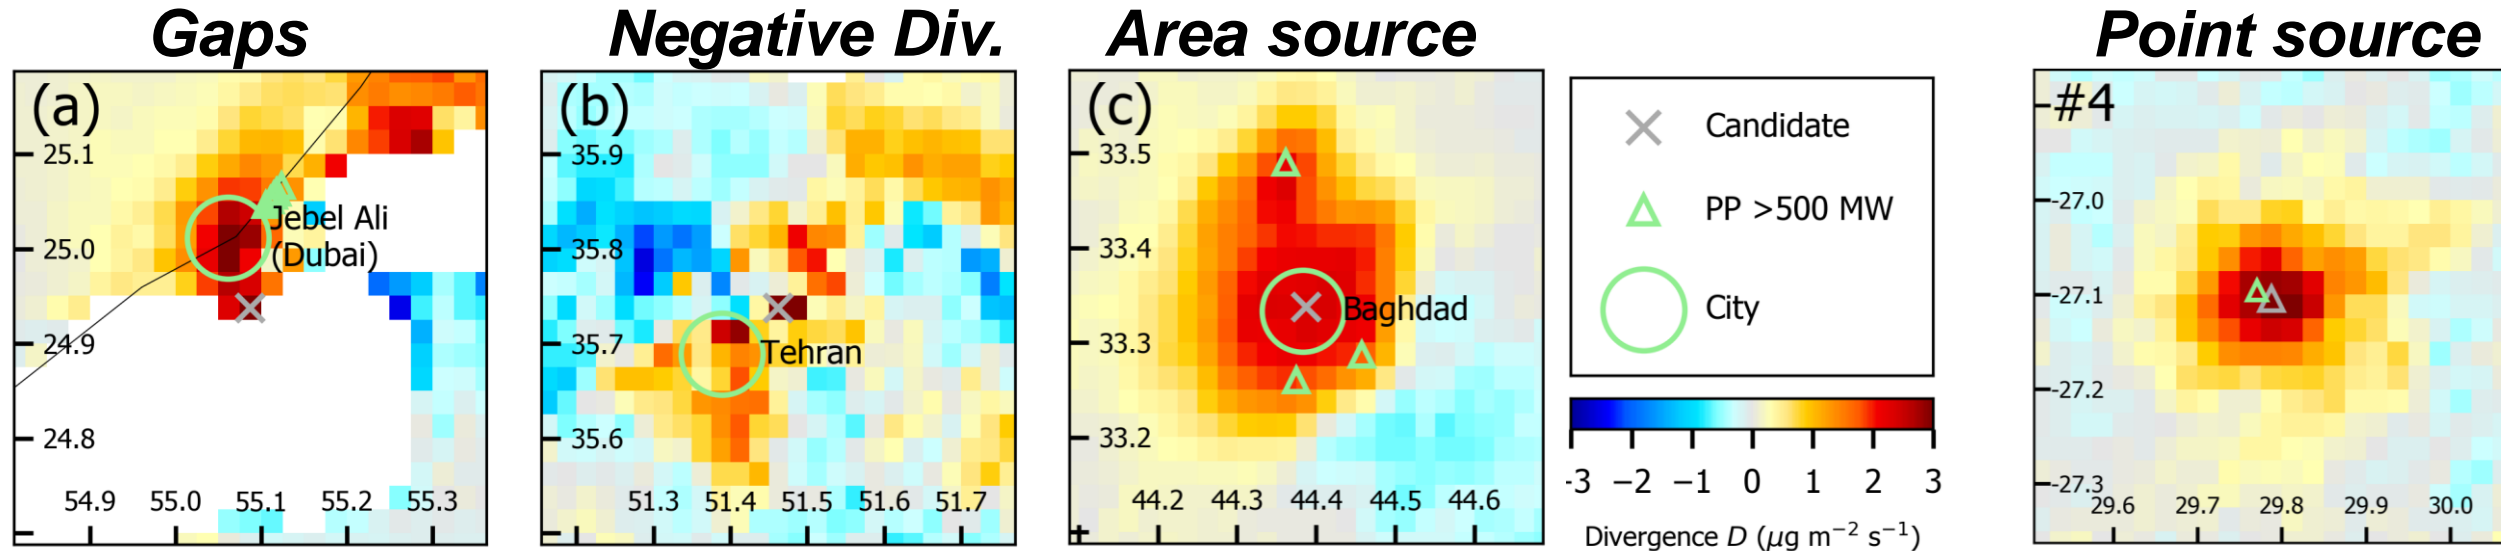 Gaps
Negative Div.
Area source
Point source
(a)
25.1
25.0
24.9
24.8
54.9 55.0 55.1 55.2 55.3
Jebel Ali
(Dubai)
(b)
35.9
35.8
35.7
35.6
51.3 51.4 51.5 51.6 51.7
Tehran
(c)
33.5
33.4
33.3
33.2
44.2 44.3 44.4 44.5 44.6
Baghdad
Candidate
PP >500 MW
City
-3 −2 −1 0 1 2 3
Divergence D (μg m⁻² s⁻¹)
#4
-27.0
-27.1
-27.2
-27.3
29.6 29.7 29.8 29.9 30.0